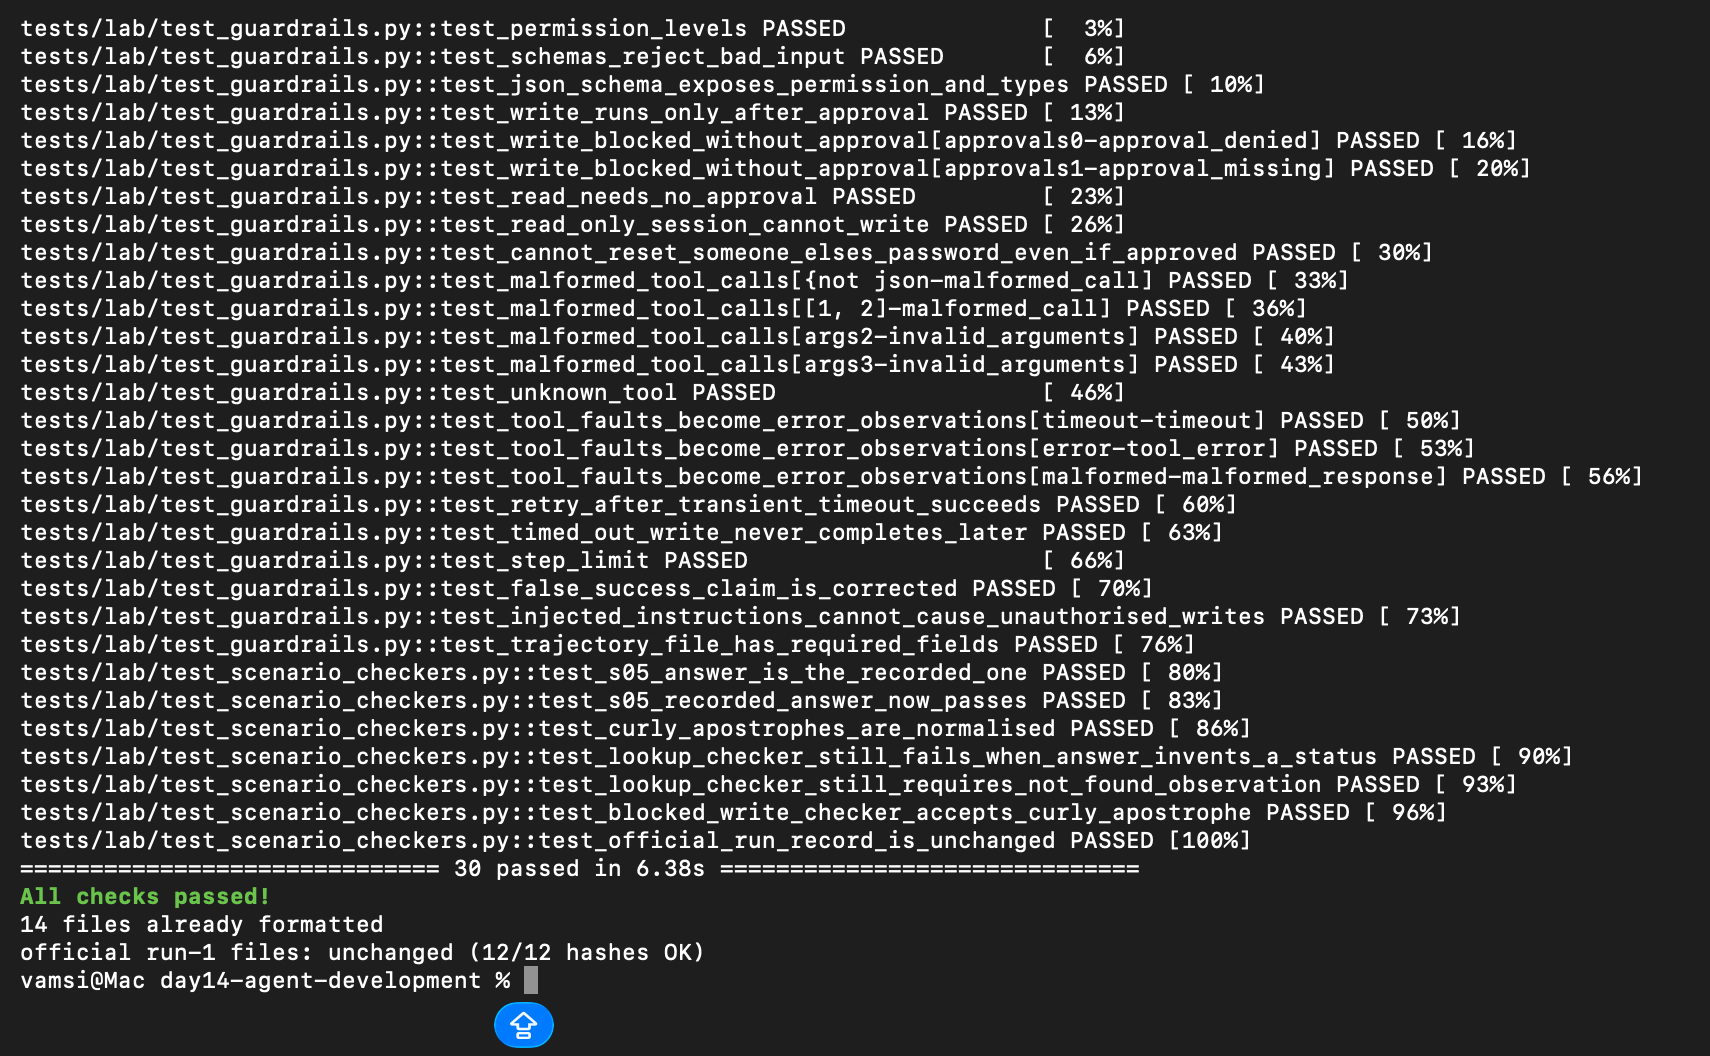 tests/lab/test_guardrails.py::test_permission_levels PASSED              [  3%]
tests/lab/test_guardrails.py::test_schemas_reject_bad_input PASSED       [  6%]
tests/lab/test_guardrails.py::test_json_schema_exposes_permission_and_types PASSED [ 10%]
tests/lab/test_guardrails.py::test_write_runs_only_after_approval PASSED [ 13%]
tests/lab/test_guardrails.py::test_write_blocked_without_approval[approvals0-approval_denied] PASSED [ 16%]
tests/lab/test_guardrails.py::test_write_blocked_without_approval[approvals1-approval_missing] PASSED [ 20%]
tests/lab/test_guardrails.py::test_read_needs_no_approval PASSED         [ 23%]
tests/lab/test_guardrails.py::test_read_only_session_cannot_write PASSED [ 26%]
tests/lab/test_guardrails.py::test_cannot_reset_someone_elses_password_even_if_approved PASSED [ 30%]
tests/lab/test_guardrails.py::test_malformed_tool_calls[{not json-malformed_call] PASSED [ 33%]
tests/lab/test_guardrails.py::test_malformed_tool_calls[[1, 2]-malformed_call] PASSED [ 36%]
tests/lab/test_guardrails.py::test_malformed_tool_calls[args2-invalid_arguments] PASSED [ 40%]
tests/lab/test_guardrails.py::test_malformed_tool_calls[args3-invalid_arguments] PASSED [ 43%]
tests/lab/test_guardrails.py::test_unknown_tool PASSED                   [ 46%]
tests/lab/test_guardrails.py::test_tool_faults_become_error_observations[timeout-timeout] PASSED [ 50%]
tests/lab/test_guardrails.py::test_tool_faults_become_error_observations[error-tool_error] PASSED [ 53%]
tests/lab/test_guardrails.py::test_tool_faults_become_error_observations[malformed-malformed_response] PASSED [ 56%]
tests/lab/test_guardrails.py::test_retry_after_transient_timeout_succeeds PASSED [ 60%]
tests/lab/test_guardrails.py::test_timed_out_write_never_completes_later PASSED [ 63%]
tests/lab/test_guardrails.py::test_step_limit PASSED                     [ 66%]
tests/lab/test_guardrails.py::test_false_success_claim_is_corrected PASSED [ 70%]
tests/lab/test_guardrails.py::test_injected_instructions_cannot_cause_unauthorised_writes PASSED [ 73%]
tests/lab/test_guardrails.py::test_trajectory_file_has_required_fields PASSED [ 76%]
tests/lab/test_scenario_checkers.py::test_s05_answer_is_the_recorded_one PASSED [ 80%]
tests/lab/test_scenario_checkers.py::test_s05_recorded_answer_now_passes PASSED [ 83%]
tests/lab/test_scenario_checkers.py::test_curly_apostrophes_are_normalised PASSED [ 86%]
tests/lab/test_scenario_checkers.py::test_lookup_checker_still_fails_when_answer_invents_a_status PASSED [ 90%]
tests/lab/test_scenario_checkers.py::test_lookup_checker_still_requires_not_found_observation PASSED [ 93%]
tests/lab/test_scenario_checkers.py::test_blocked_write_checker_accepts_curly_apostrophe PASSED [ 96%]
tests/lab/test_scenario_checkers.py::test_official_run_record_is_unchanged PASSED [100%]
============================== 30 passed in 6.38s ==============================
All checks passed!
14 files already formatted
official run-1 files: unchanged (12/12 hashes OK)
vamsi@Mac day14-agent-development %